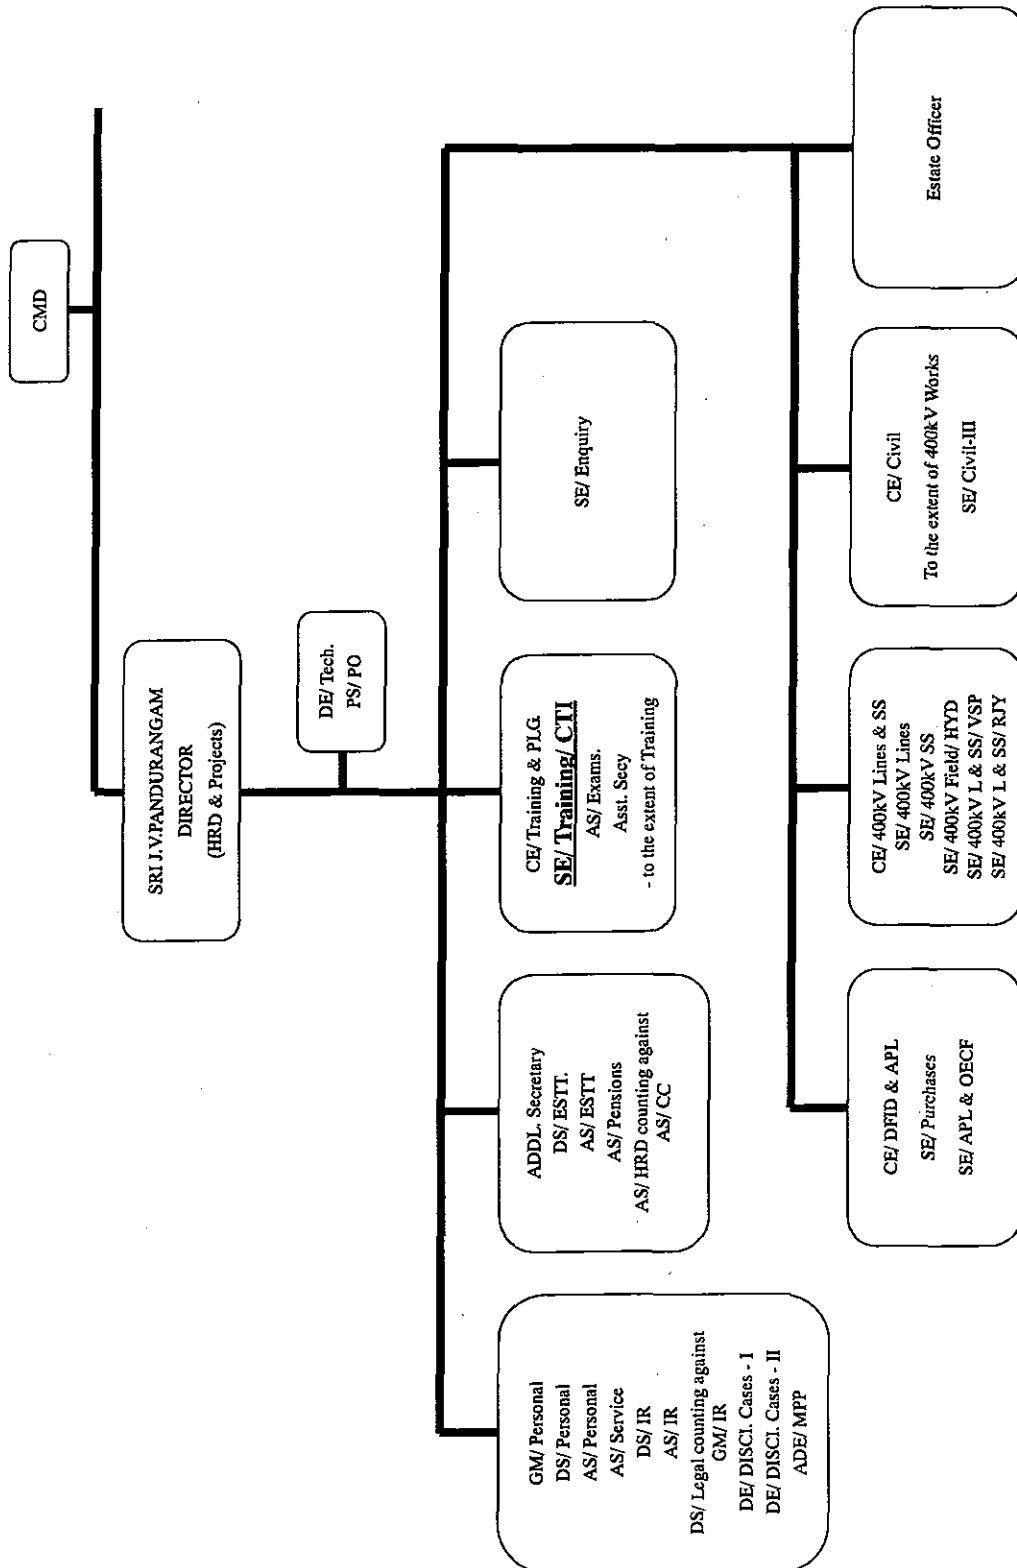 CMD
SRI J.V.PANDURANGAM
DIRECTOR
(HRD & Projects)
DE/ Tech.
PS/ PO
GM/ Personal
DS/ Personal
AS/ Personal
AS/ Service
DS/ IR
AS/ IR
DS/ Legal counting against
GM/ IR
DE/ DISCI. Cases - I
DE/ DISCI. Cases - II
ADE/ MPP
ADDL. Secretary
DS/ ESTT.
AS/ ESTT
AS/ Pensions
AS/ HRD counting against
AS/ CC
CE/ Training & PLG.
SE/ Training/ CTI
AS/ Exams.
Asst. Secy
- to the extent of Training
SE/ Enquiry
CE/ DFID & APL
SE/ Purchases
SE/ APL & OECF
CE/ 400kV Lines & SS
SE/ 400kV Lines
SE/ 400kV SS
SE/ 400kV Field/ HYD
SE/ 400kV L & SS/ VSP
SE/ 400kV L & SS/ RJY
CE/ Civil
To the extent of 400kV Works
SE/ Civil-III
Estate Officer